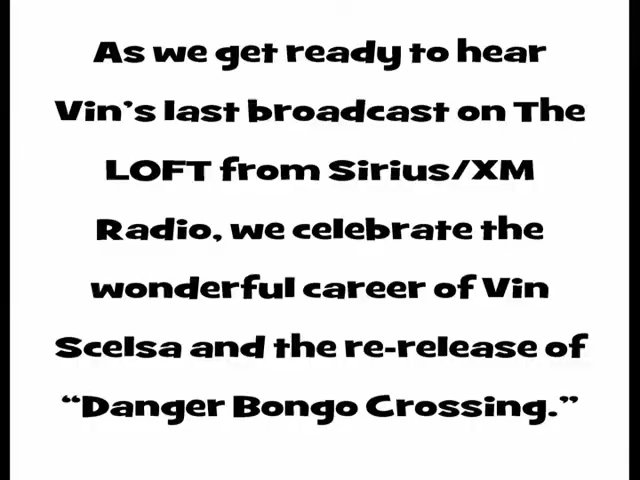 As we get ready to hear
Vin's last broadcast on The
LOFT from Sirius/XM
Radio, we celebrate the
wonderful career of Vin
Scelsa and the re-release of
“Danger Bongo Crossing.”